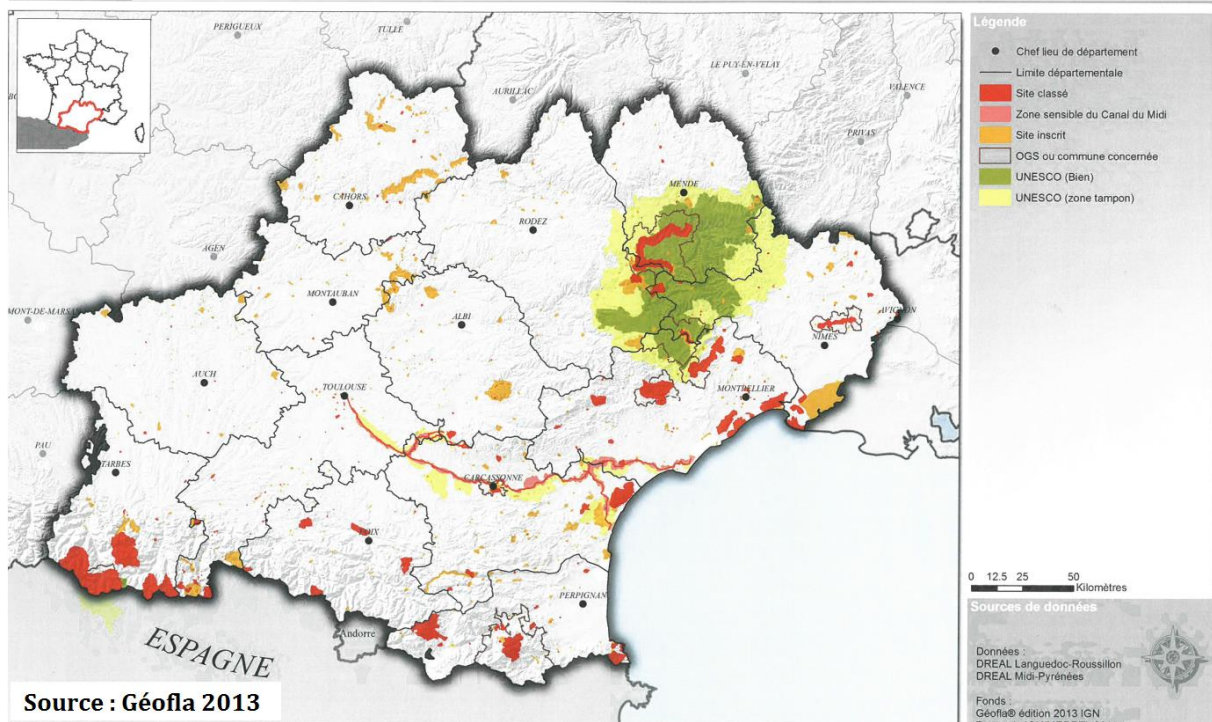 PERIGUEUX
TULLE
LE PUY-EN-VELAY
AURILLAC
VALENCE
PRIVAS
CAHORS
MENDE
RODEZ
AGEN
MONTAUBAN
MONT-DE-MARSA
ALBI
AVIGNON
NIMES
AUCH
TOULOUSE
MONTPELLIER
PAU
TARBES
CARCASSONNE
FOIX
PERPIGNAN
Andorre
ESPAGNE
Source : Géofla 2013
Légende
Chef lieu de département
Limite départementale
Site classé
Zone sensible du Canal du Midi
Site inscrit
OGS ou commune concernée
UNESCO (Bien)
UNESCO (zone tampon)
0 12.5 25 50
Kilomètres
Sources de données
Données :
DREAL Languedoc-Roussillon
DREAL Midi-Pyrénées
Fonds :
Géofla® édition 2013 IGN